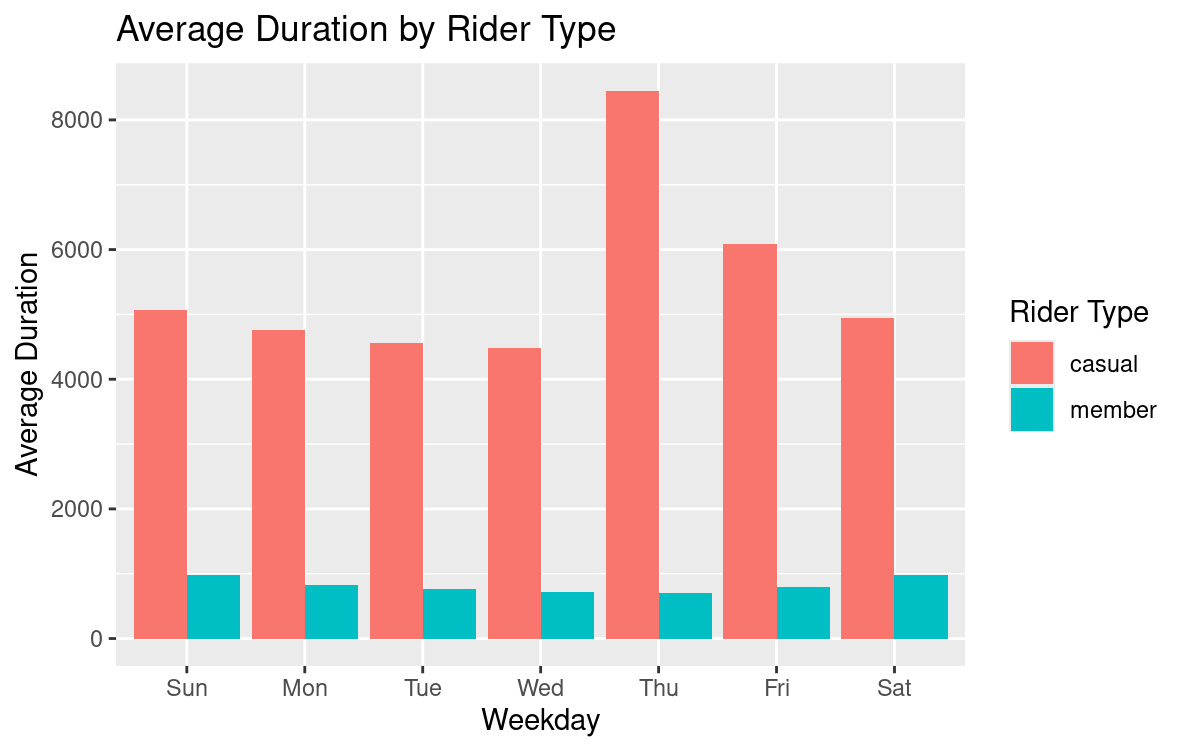 Average Duration by Rider Type
Average Duration
8000
6000
4000
2000
0
Sun Mon Tue Wed Thu Fri Sat
Weekday
Rider Type
casual
member